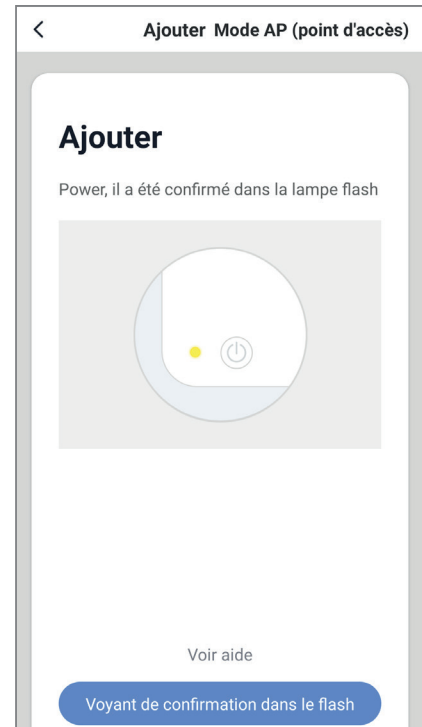 Ajouter Mode AP (point d'accès)
Ajouter
Power, il a été confirmé dans la lampe flash
Voir aide
Voyant de confirmation dans le flash